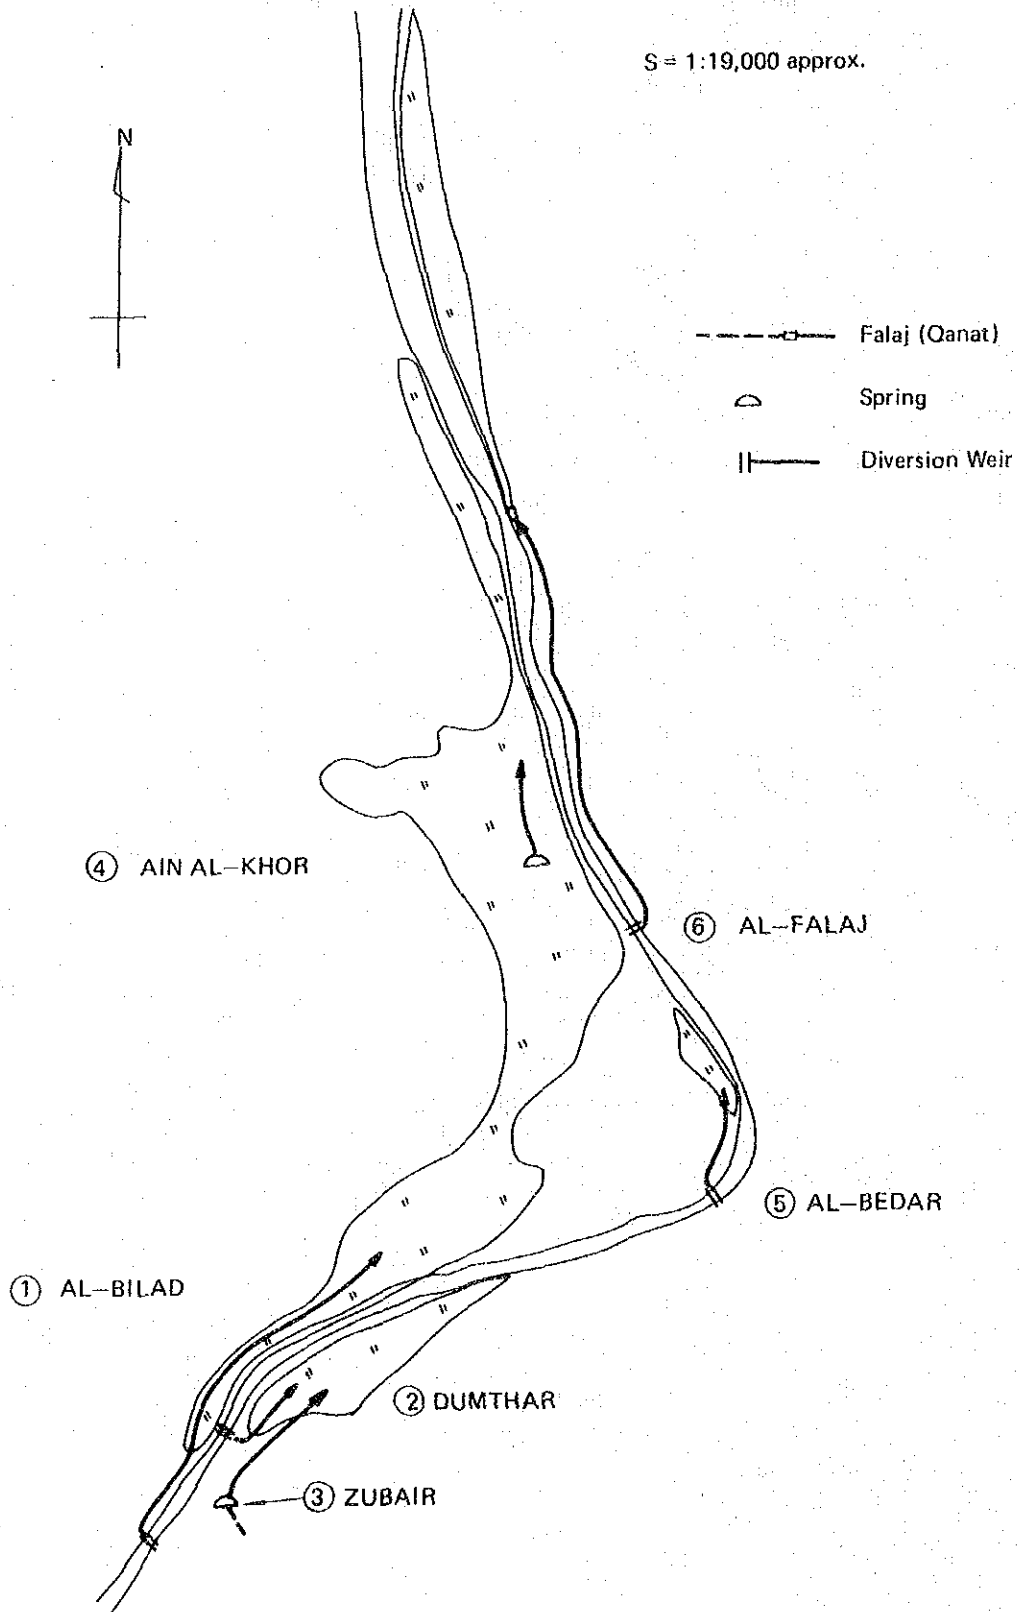 S = 1:19,000 approx.
N
Falaj (Qanat)
Spring
Diversion Weir
④ AIN AL-KHOR
⑥ AL-FALAJ
⑤ AL-BEDAR
① AL-BILAD
② DUMTHAR
③ ZUBAIR